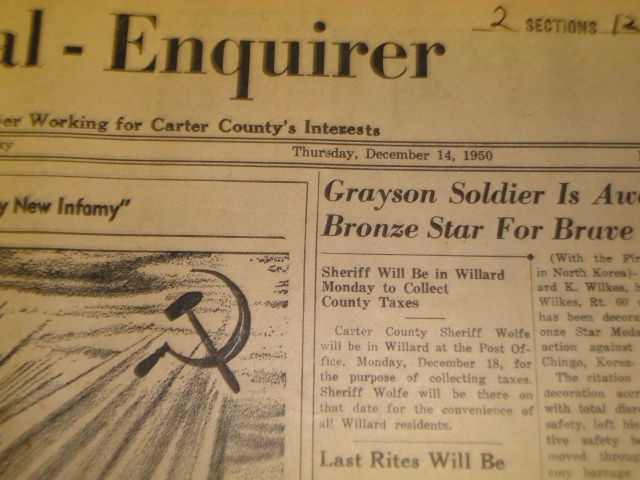 al - Enquirer
2 SECTIONS 12
er Working for Carter County's Interests
ky
Thursday, December 14, 1950
y New Infamy"
Grayson Soldier Is Aw
Bronze Star For Brave
Sheriff Will Be in Willard
Monday to Collect
County Taxes
Carter County Sheriff Wolfe
will be in Willard at the Post Of-
fice, Monday, December 18, for
the purpose of collecting taxes.
Sheriff Wolfe will be there on
that date for the convenience of
all Willard residents.
Last Rites Will Be
(With the Fir
in North Korea)-
ard K. Wilkes, h
Wilkes, Rt. 60
has been decora
onze Star Meda
action against
Chingo, Korea.
The citation
decoration accr
with total disr
safety, left his
tive safety b
moved throug
emy barrage